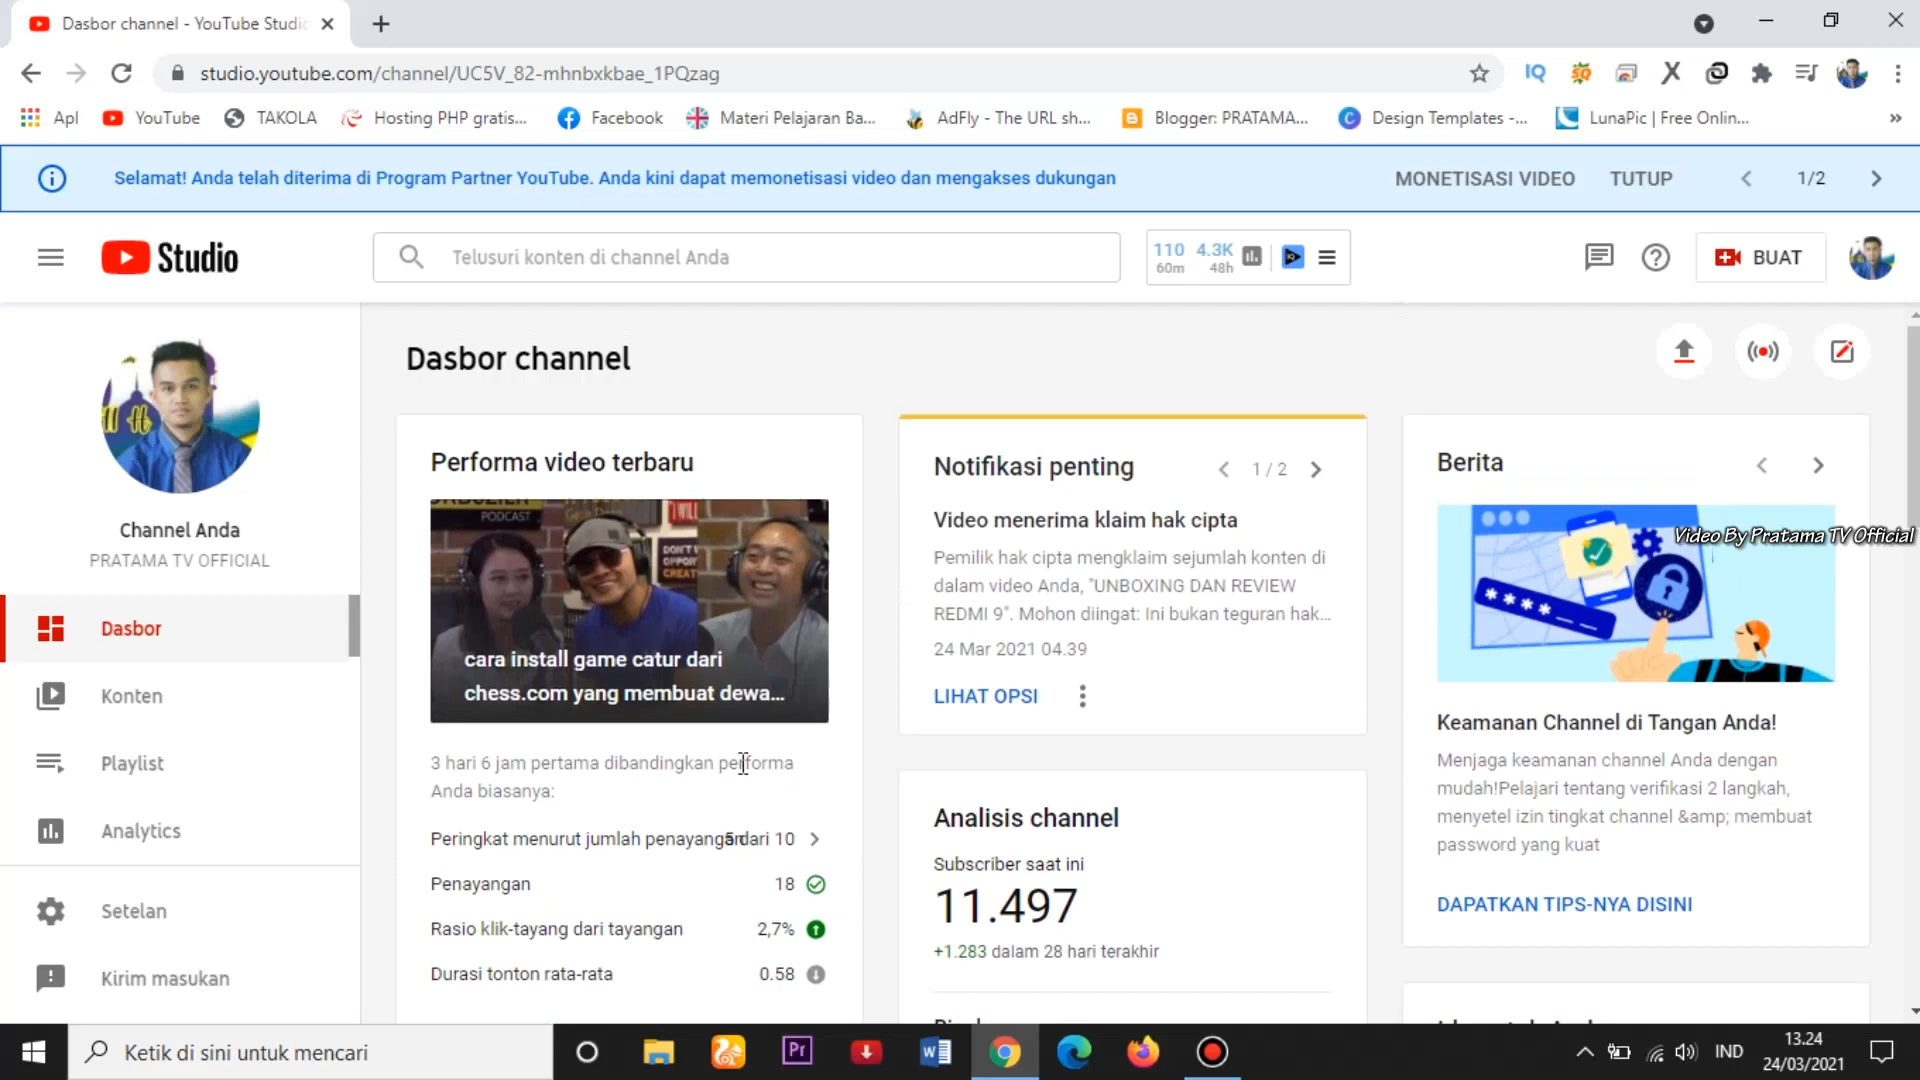 Dasbor channel - YouTube Studio
studio.youtube.com/channel/UC5V_82-mhnbxkbae_1PQzag
Apl
YouTube
TAKOLA
Hosting PHP gratis...
Facebook
Materi Pelajaran Ba...
AdFly - The URL sh...
Blogger: PRATAMA...
Design Templates -...
LunaPic | Free Onlin...
Selamat! Anda telah diterima di Program Partner YouTube. Anda kini dapat memonetisasi video dan mengakses dukungan
MONETISASI VIDEO
TUTUP
1/2
Studio
Telusuri konten di channel Anda
110 4.3K
60m 48h
BUAT
Channel Anda
PRATAMA TV OFFICIAL
Dasbor
Konten
Playlist
Analytics
Setelan
Kirim masukan
Dasbor channel
Performa video terbaru
PODCAST
cara install game catur dari
chess.com yang membuat dewa...
3 hari 6 jam pertama dibandingkan performa
Anda biasanya:
Peringkat menurut jumlah penayangan 5 dari 10
Penayangan 18
Rasio klik-tayang dari tayangan 2,7%
Durasi tonton rata-rata 0.58
Notifikasi penting
1 / 2
Video menerima klaim hak cipta
Pemilik hak cipta mengklaim sejumlah konten di
dalam video Anda, "UNBOXING DAN REVIEW
REDMI 9". Mohon diingat: Ini bukan teguran hak...
24 Mar 2021 04.39
LIHAT OPSI
Analisis channel
Subscriber saat ini
11.497
+1.283 dalam 28 hari terakhir
Berita
Video By Pratama TV Official
Keamanan Channel di Tangan Anda!
Menjaga keamanan channel Anda dengan
mudah!Pelajari tentang verifikasi 2 langkah,
menyetel izin tingkat channel &amp; membuat
password yang kuat
DAPATKAN TIPS-NYA DISINI
Ketik di sini untuk mencari
Pr
IND
13.24
24/03/2021